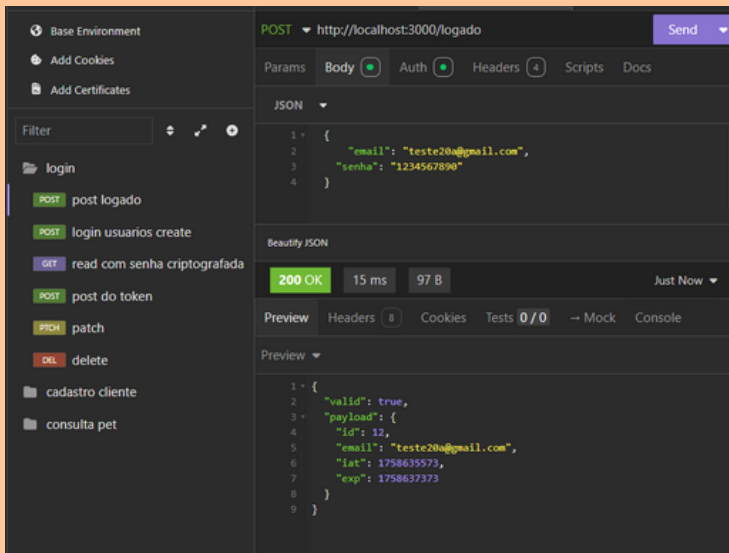 Base Environment
Add Cookies
Add Certificates
Filter
login
POST post logado
POST login usuarios create
GET read com senha criptografada
POST post do token
PTCH patch
DEL delete
cadastro cliente
consulta pet
POST http://localhost:3000/logado Send
Params Body Auth Headers 4 Scripts Docs
JSON
1 {
2 "email": "teste20a@gmail.com",
3 "senha": "1234567890"
4 }
Beautify JSON
200 OK 15 ms 97 B Just Now
Preview Headers 8 Cookies Tests 0 / 0 → Mock Console
Preview
1 {
2 "valid": true,
3 "payload": {
4 "id": 12,
5 "email": "teste20a@gmail.com",
6 "iat": 1758635573,
7 "exp": 1758637373
8 }
9 }